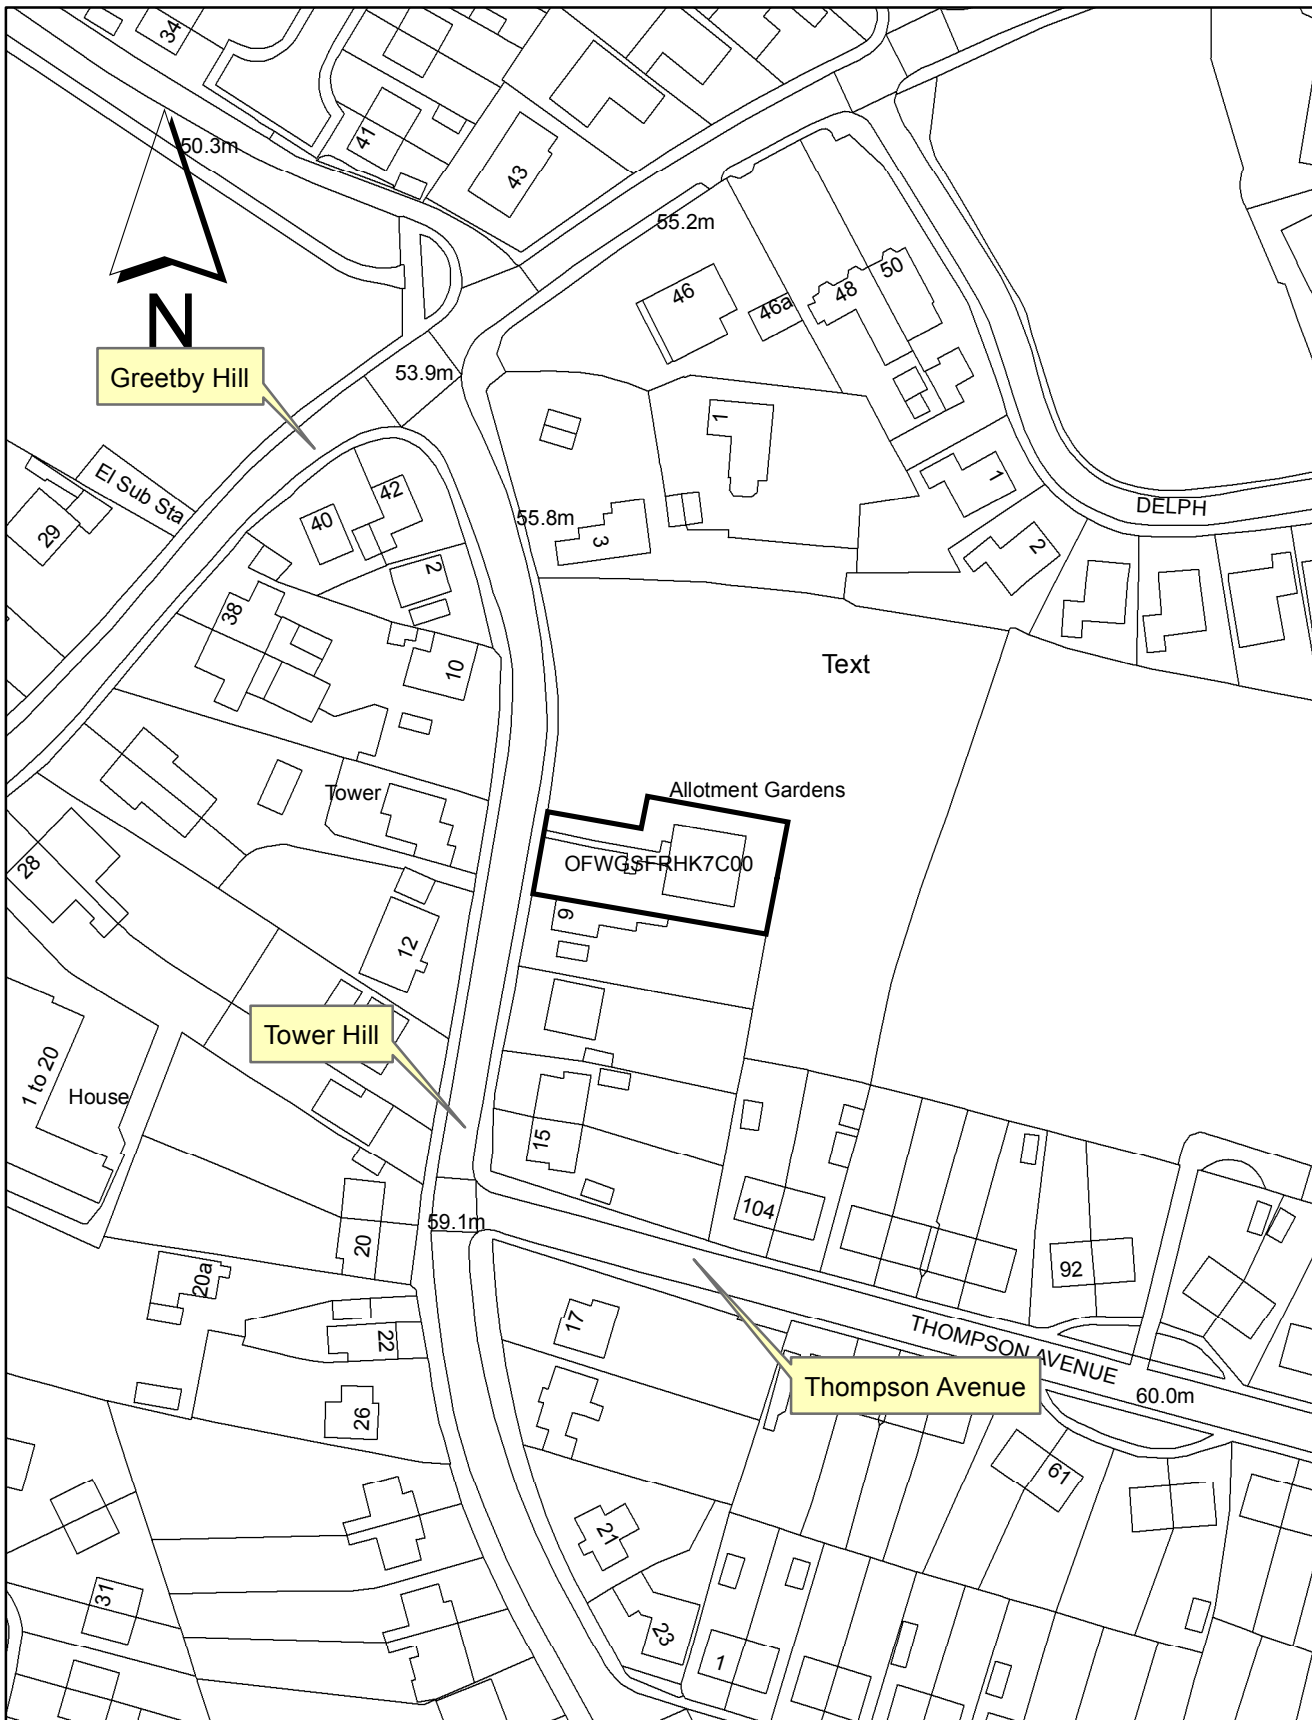 34
41
43
50.3m
N
55.2m
46
46a
48
50
Greetby Hill
53.9m
1
El Sub Sta
29
42
40
55.8m
3
1
DELPH
2
2
38
10
Text
Tower
Allotment Gardens
28
OFWGSFRHK7C00
9
12
Tower Hill
1 to 20
House
15
104
59.1m
20
20a
92
22
17
THOMPSON AVENUE
Thompson Avenue
60.0m
26
61
21
31
23
1